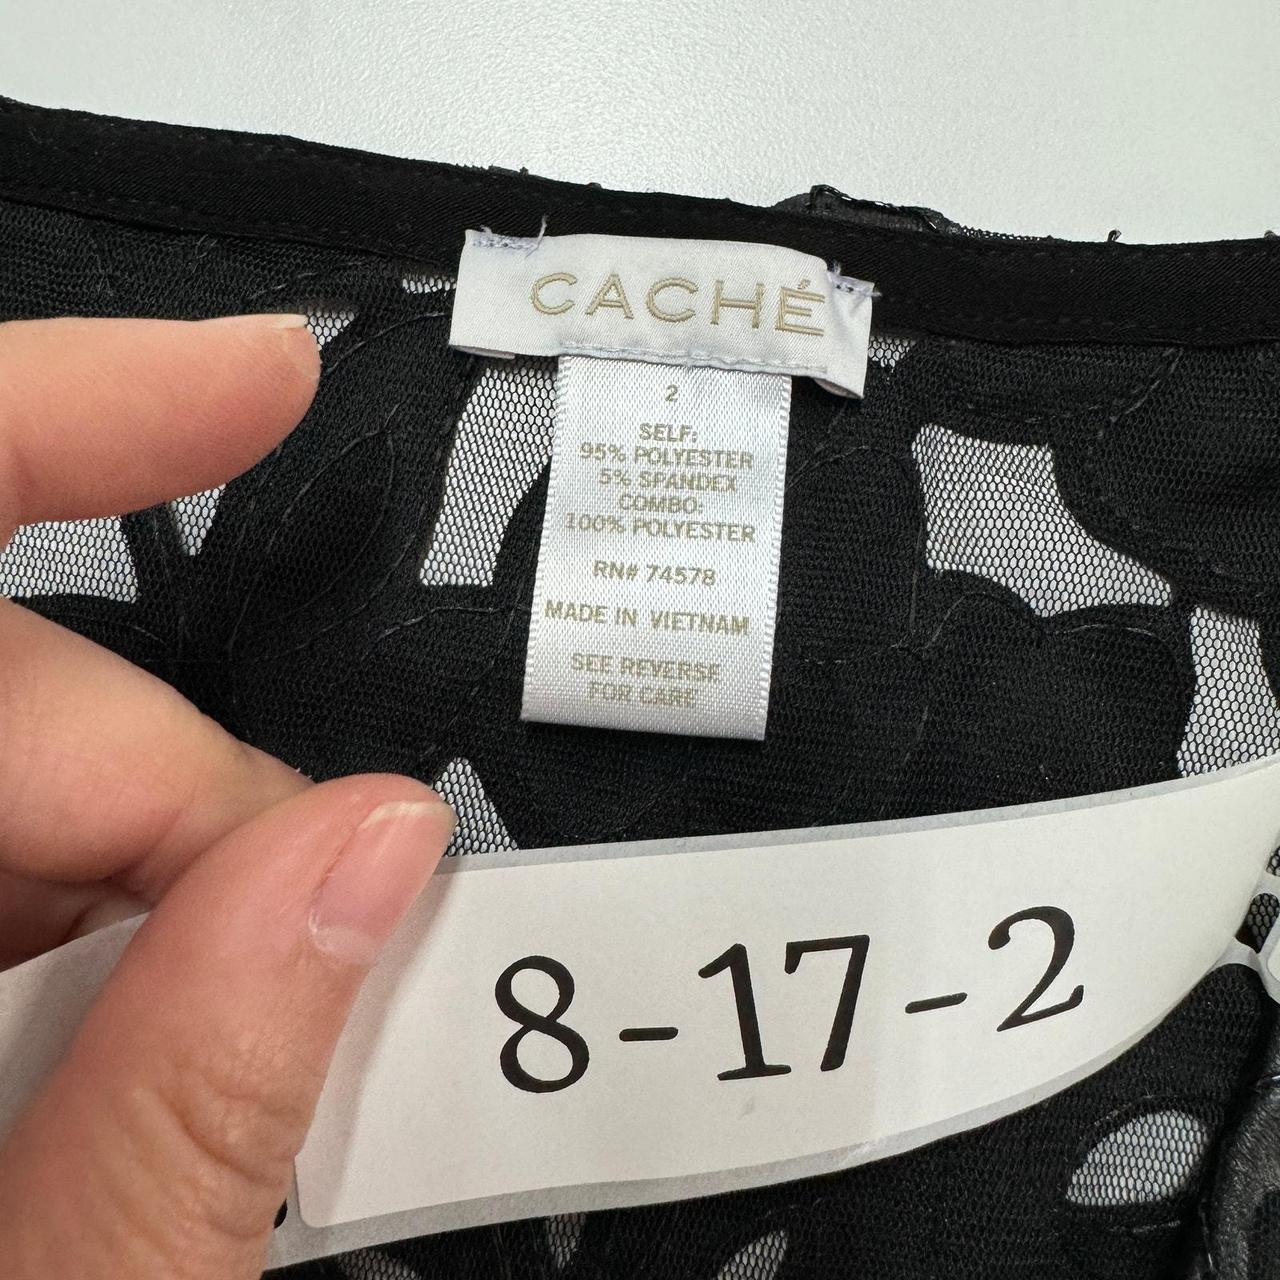 CACHÉ
2
SELF:
95% POLYESTER
5% SPANDEX
COMBO:
100% POLYESTER
RN# 74578
MADE IN VIETNAM
SEE REVERSE
FOR CARE
8-17-2